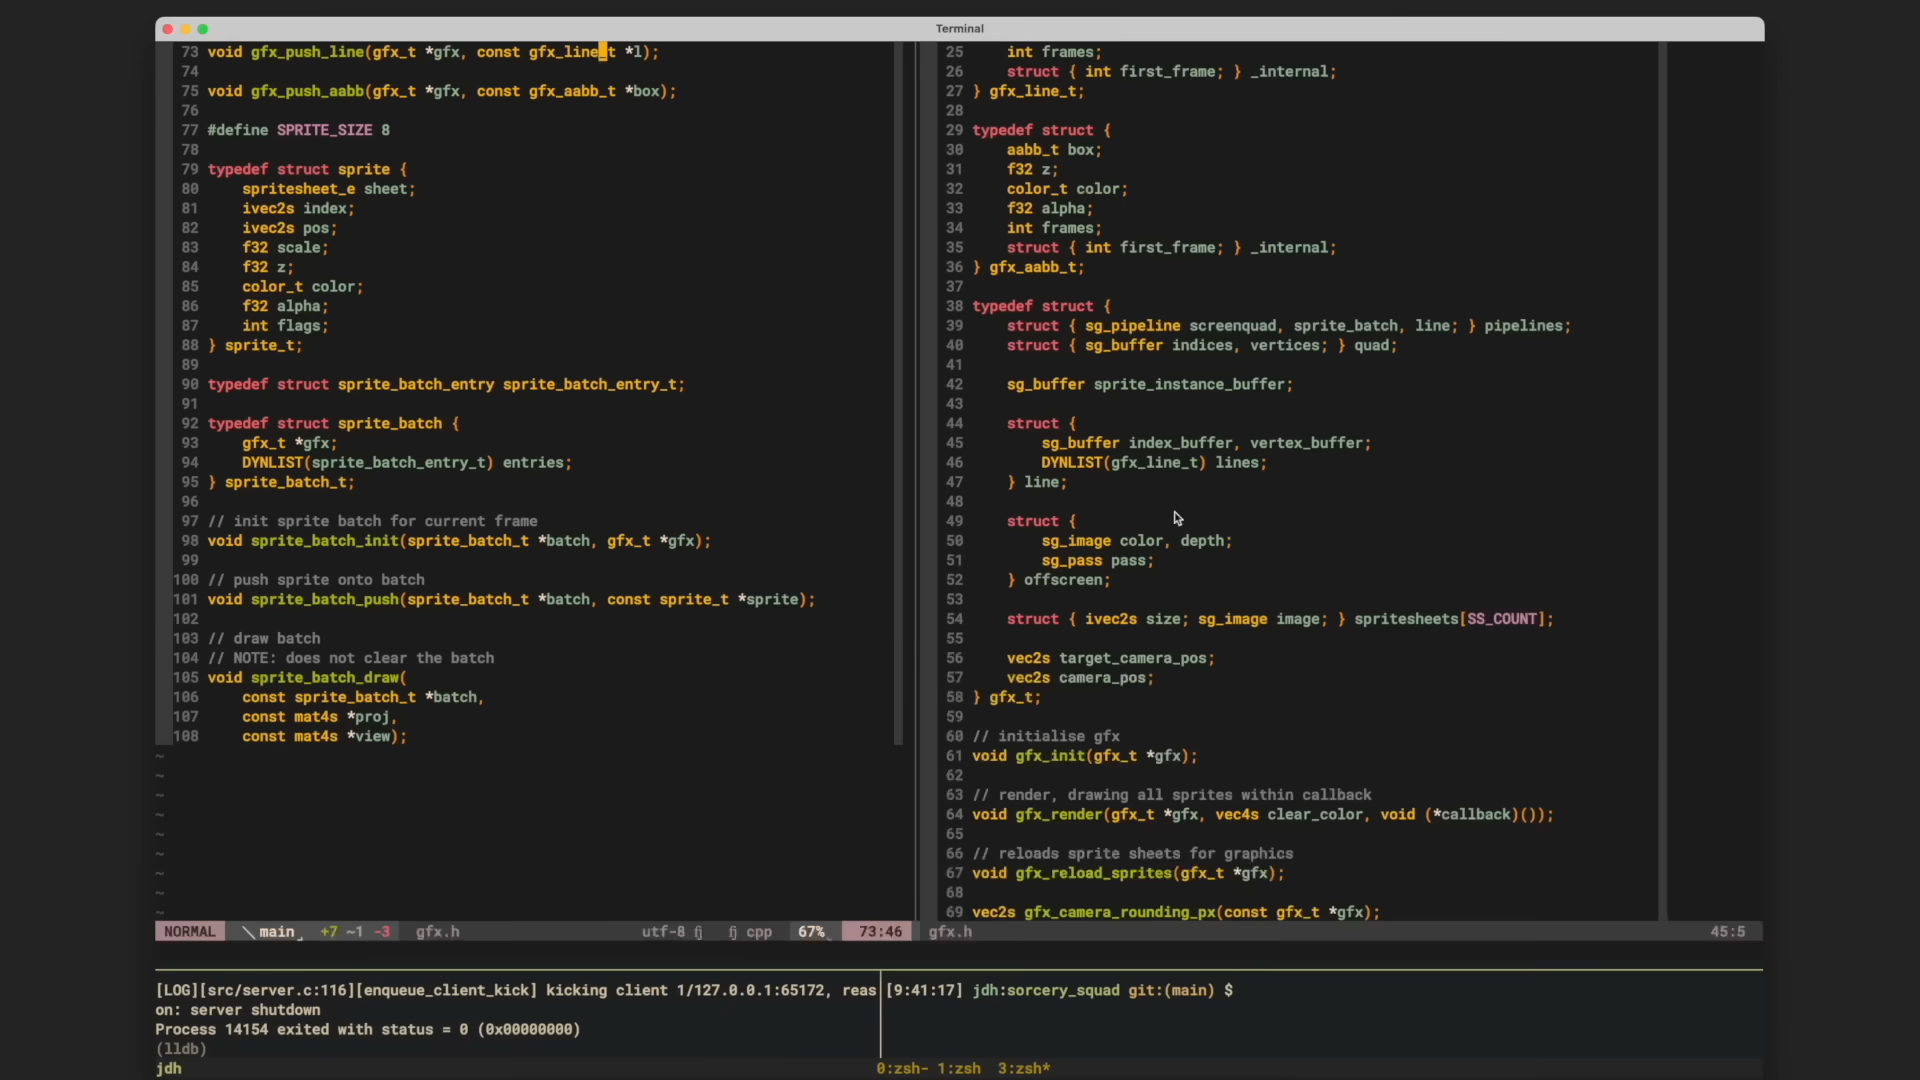 Terminal
73 void gfx_push_line(gfx_t *gfx, const gfx_line_t *l);
74
75 void gfx_push_aabb(gfx_t *gfx, const gfx_aabb_t *box);
76
77 #define SPRITE_SIZE 8
78
79 typedef struct sprite {
80     spritesheet_e sheet;
81     ivec2s index;
82     ivec2s pos;
83     f32 scale;
84     f32 z;
85     color_t color;
86     f32 alpha;
87     int flags;
88 } sprite_t;
89
90 typedef struct sprite_batch_entry sprite_batch_entry_t;
91
92 typedef struct sprite_batch {
93     gfx_t *gfx;
94     DYNLIST(sprite_batch_entry_t) entries;
95 } sprite_batch_t;
96
97 // init sprite batch for current frame
98 void sprite_batch_init(sprite_batch_t *batch, gfx_t *gfx);
99
100 // push sprite onto batch
101 void sprite_batch_push(sprite_batch_t *batch, const sprite_t *sprite);
102
103 // draw batch
104 // NOTE: does not clear the batch
105 void sprite_batch_draw(
106     const sprite_batch_t *batch,
107     const mat4s *proj,
108     const mat4s *view);
~
~
~
~
~
~
~
~
~
25     int frames;
26     struct { int first_frame; } _internal;
27 } gfx_line_t;
28
29 typedef struct {
30     aabb_t box;
31     f32 z;
32     color_t color;
33     f32 alpha;
34     int frames;
35     struct { int first_frame; } _internal;
36 } gfx_aabb_t;
37
38 typedef struct {
39     struct { sg_pipeline screenquad, sprite_batch, line; } pipelines;
40     struct { sg_buffer indices, vertices; } quad;
41
42     sg_buffer sprite_instance_buffer;
43
44     struct {
45         sg_buffer index_buffer, vertex_buffer;
46         DYNLIST(gfx_line_t) lines;
47     } line;
48
49     struct {
50         sg_image color, depth;
51         sg_pass pass;
52     } offscreen;
53
54     struct { ivec2s size; sg_image image; } spritesheets[SS_COUNT];
55
56     vec2s target_camera_pos;
57     vec2s camera_pos;
58 } gfx_t;
59
60 // initialise gfx
61 void gfx_init(gfx_t *gfx);
62
63 // render, drawing all sprites within callback
64 void gfx_render(gfx_t *gfx, vec4s clear_color, void (*callback)());
65
66 // reloads sprite sheets for graphics
67 void gfx_reload_sprites(gfx_t *gfx);
68
69 vec2s gfx_camera_rounding_px(const gfx_t *gfx);
NORMAL main +7 ~1 -3 gfx.h utf-8 cpp 67% 73:46
gfx.h 45:5
[LOG][src/server.c:116][enqueue_client_kick] kicking client 1/127.0.0.1:65172, reas
on: server shutdown
Process 14154 exited with status = 0 (0x00000000)
(lldb)
[9:41:17] jdh:sorcery_squad git:(main) $
jdh 0:zsh- 1:zsh 3:zsh*